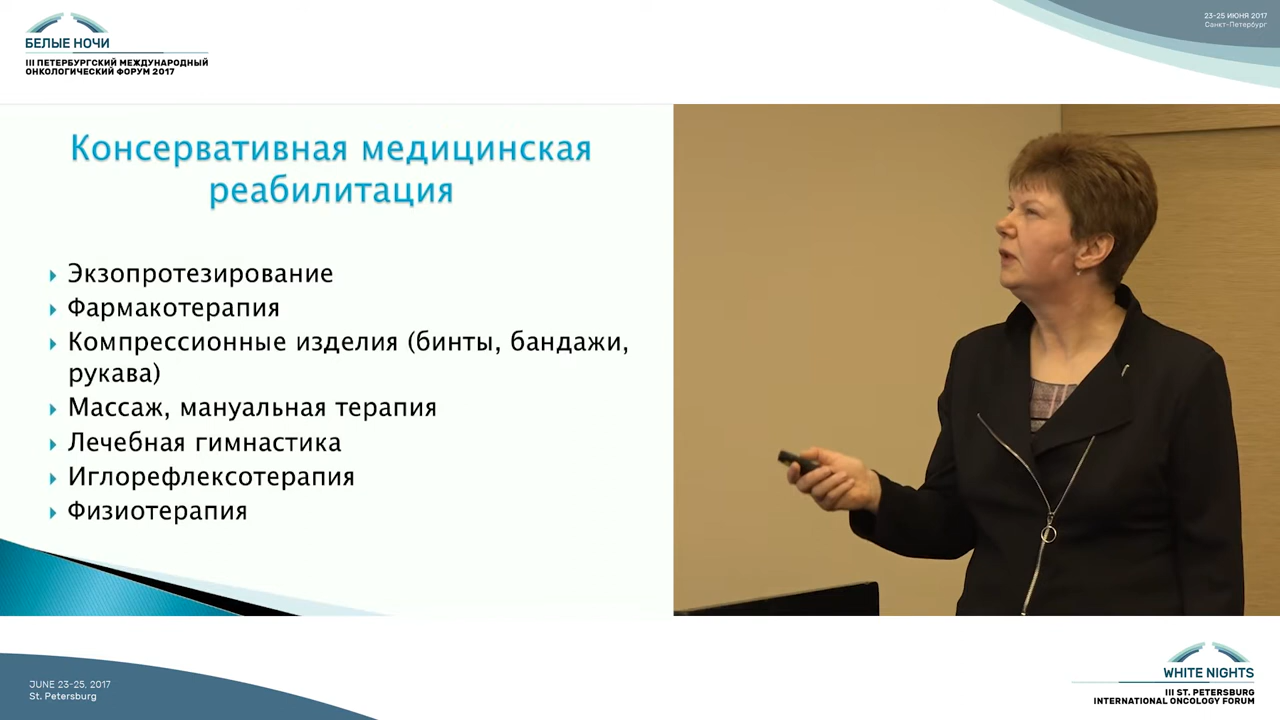 БЕЛЫЕ НОЧИ
III ПЕТЕРБУРГСКИЙ МЕЖДУНАРОДНЫЙ
ОНКОЛОГИЧЕСКИЙ ФОРУМ 2017
23-25 ИЮНЯ 2017
Санкт-Петербург
Консервативная медицинская
реабилитация
Экзопротезирование
Фармакотерапия
Компрессионные изделия (бинты, бандажи,
рукава)
Массаж, мануальная терапия
Лечебная гимнастика
Иглорефлексотерапия
Физиотерапия
JUNE 23-25, 2017
St. Petersburg
WHITE NIGHTS
III ST. PETERSBURG
INTERNATIONAL ONCOLOGY FORUM